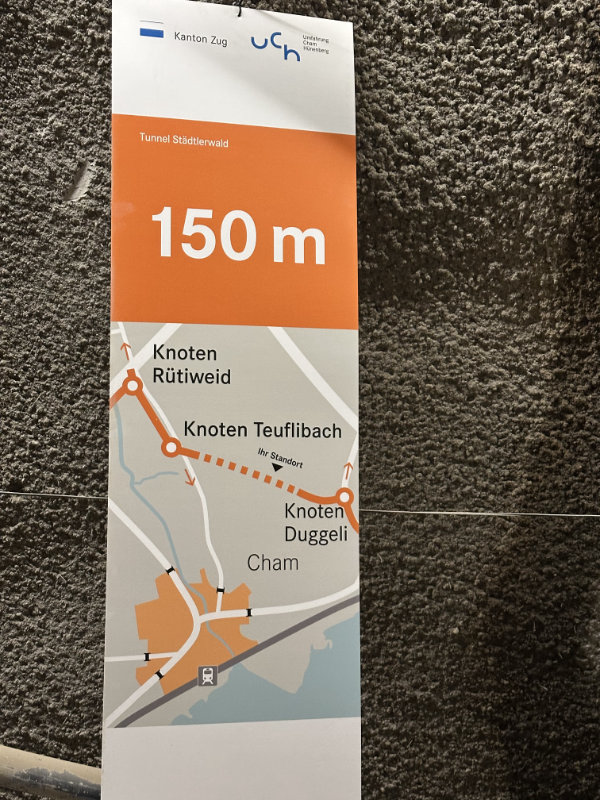 Kanton Zug
uch
Umfahrung
Cham
Hünenberg
Tunnel Städtlerwald
150 m
Knoten
Rütiweid
Knoten Teuflibach
Ihr Standort
Knoten
Duggeli
Cham